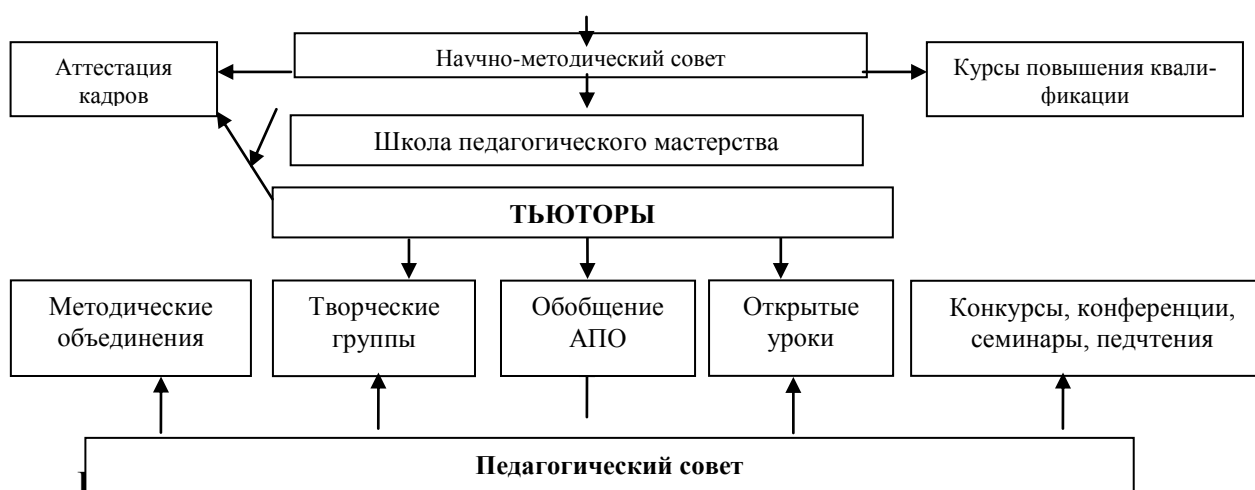 Научно-методический совет
Аттестация
кадров
Курсы повышения квали-
фикации
Школа педагогического мастерства
ТЬЮТОРЫ
Методические
объединения
Творческие
группы
Обобщение
АПО
Открытые
уроки
Конкурсы, конференции,
семинары, педчтения
Педагогический совет